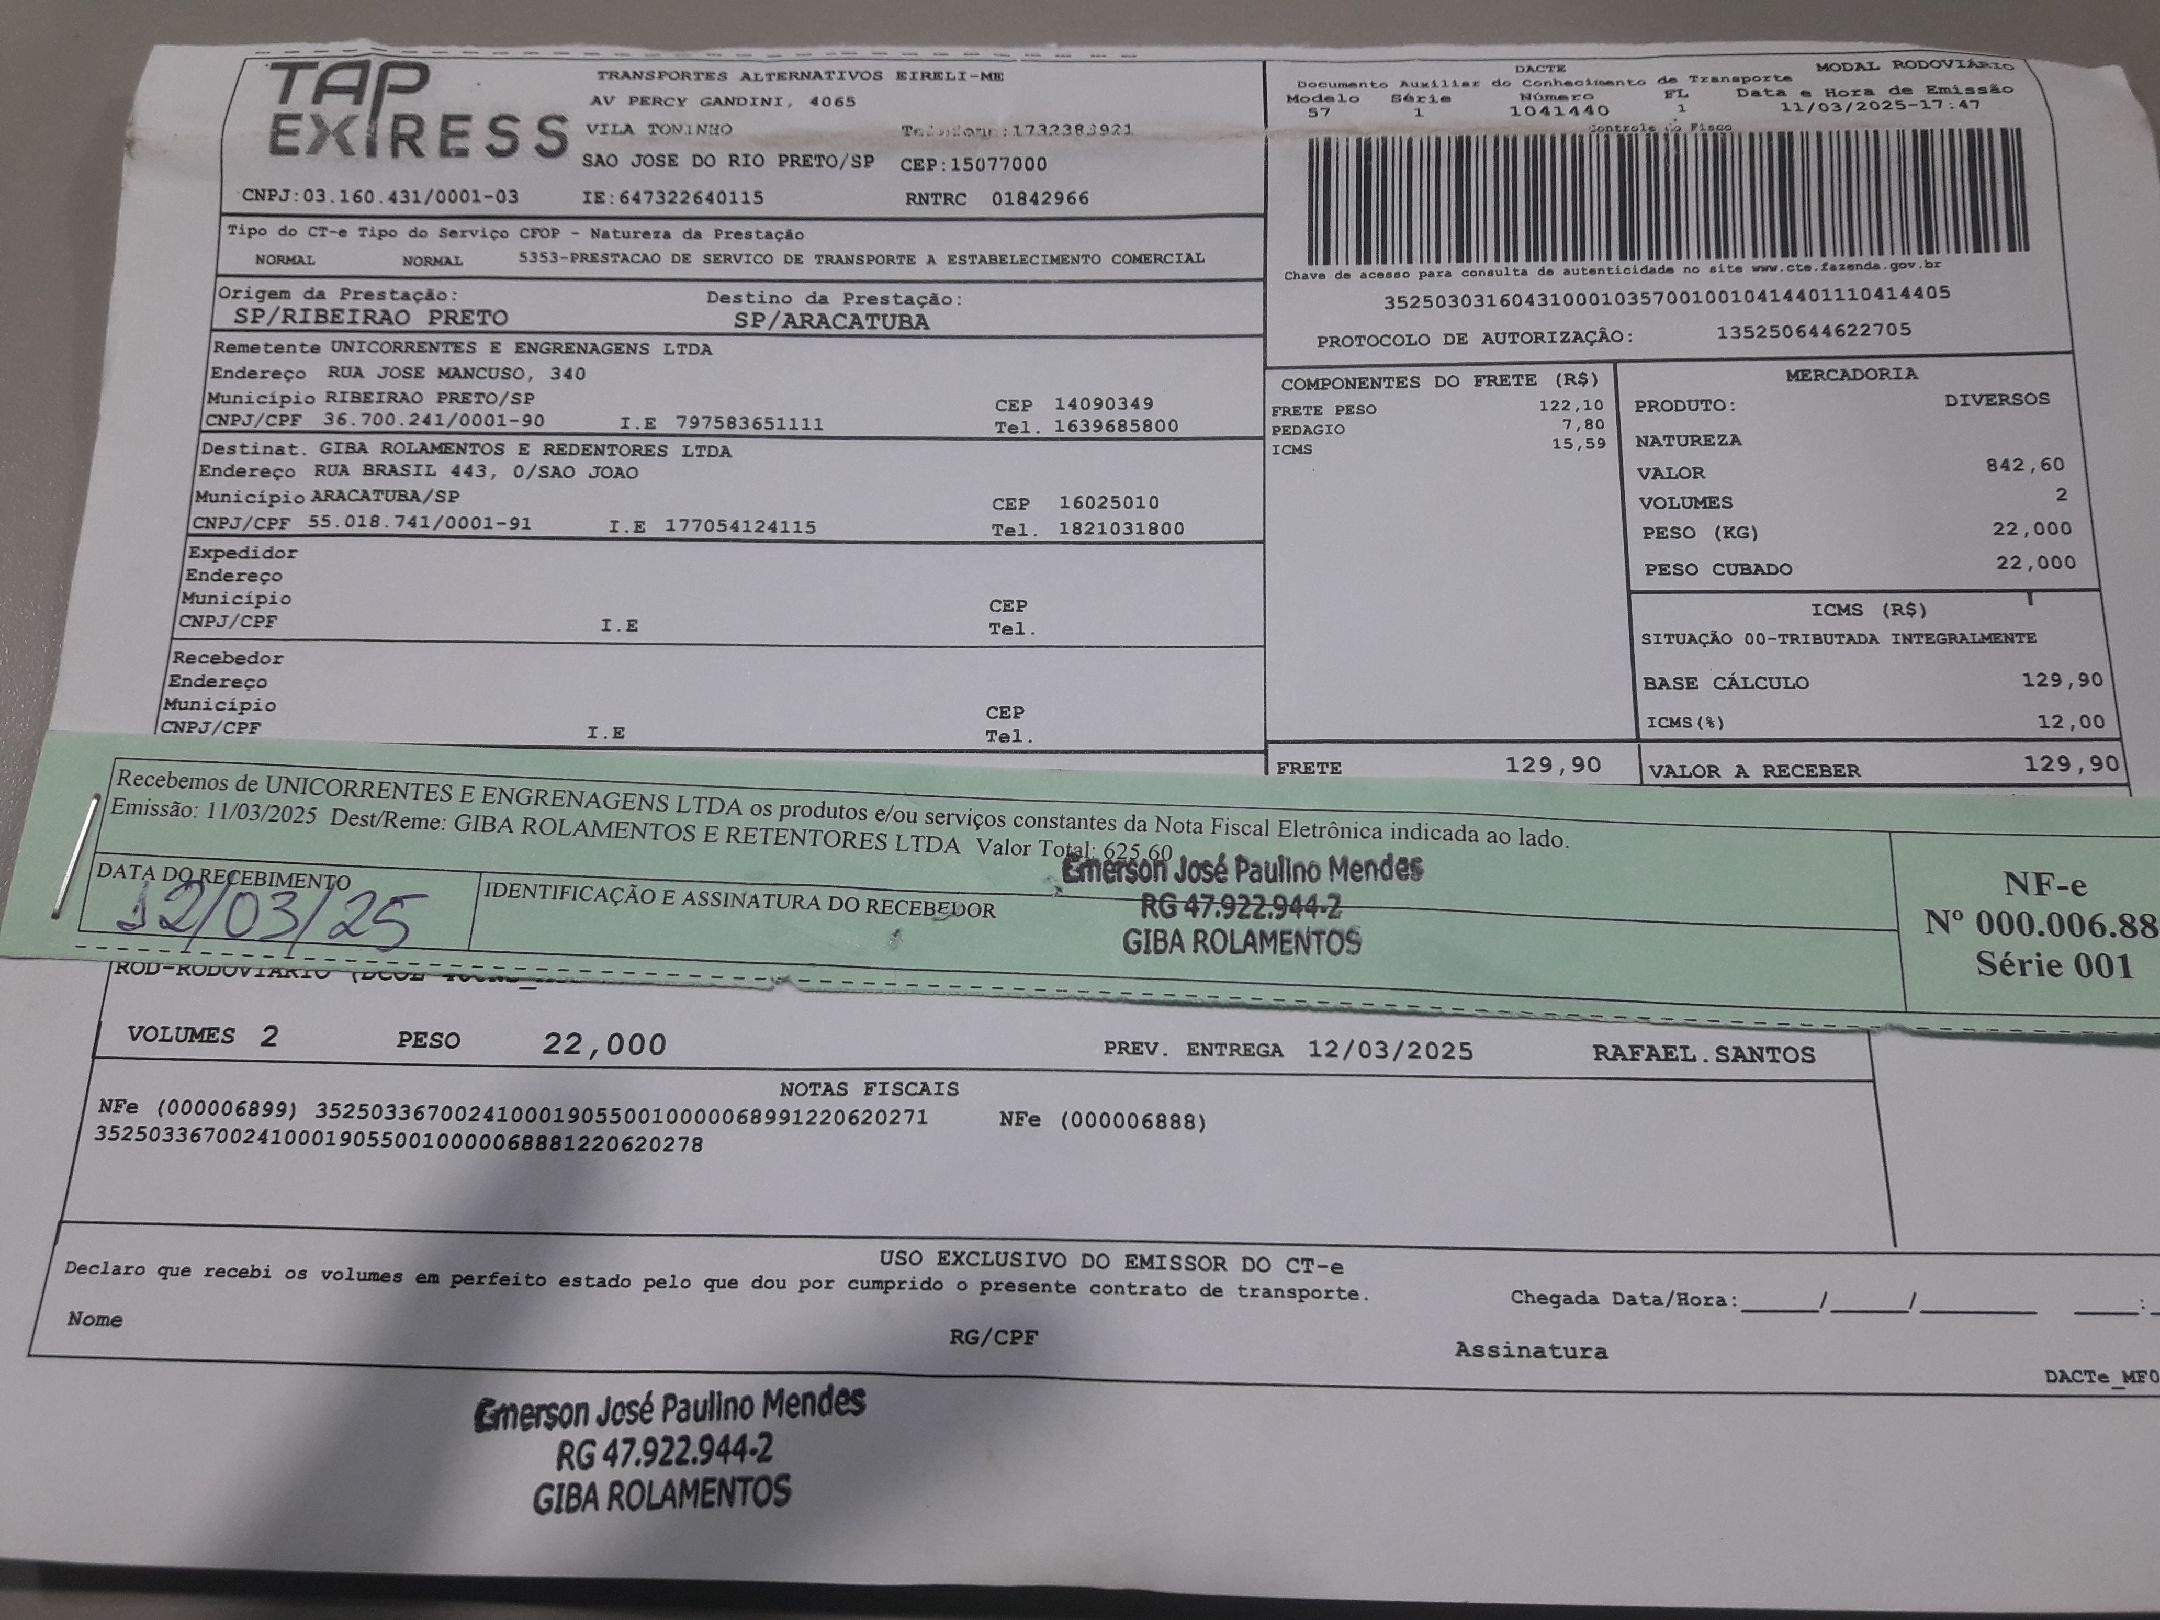 TAP EXPRESS
TRANSPORTES ALTERNATIVOS EIRELI-ME
AV PERCY GANDINI, 4065
VILA TONINHO :1732383921
SAO JOSE DO RIO PRETO/SP CEP:15077000
CNPJ:03.160.431/0001-03 IE:647322640115 RNTRC 01842966
DACTE MODAL RODOVIÁRIO
Documento Auxiliar do Conhecimento de Transporte
Modelo Série Número FL Data e Hora de Emissão
57 1 1041440 1 11/03/2025-17:47
Controle do Fisco
Chave de acesso para consulta de autenticidade no site www.cte.fazenda.gov.br
35250303160431000103570010010414401110414405
PROTOCOLO DE AUTORIZAÇÃO: 135250644622705
Tipo do CT-e Tipo do Serviço CFOP - Natureza da Prestação
NORMAL NORMAL 5353-PRESTACAO DE SERVICO DE TRANSPORTE A ESTABELECIMENTO COMERCIAL
Origem da Prestação: Destino da Prestação:
SP/RIBEIRAO PRETO SP/ARACATUBA
Remetente UNICORRENTES E ENGRENAGENS LTDA
Endereço RUA JOSE MANCUSO, 340
Município RIBEIRAO PRETO/SP CEP 14090349
CNPJ/CPF 36.700.241/0001-90 I.E 797583651111 Tel. 1639685800
Destinat. GIBA ROLAMENTOS E REDENTORES LTDA
Endereço RUA BRASIL 443, 0/SAO JOAO
Município ARACATUBA/SP CEP 16025010
CNPJ/CPF 55.018.741/0001-91 I.E 177054124115 Tel. 1821031800
Expedidor
Endereço
Município CEP
CNPJ/CPF I.E Tel.
Recebedor
Endereço
Município CEP
CNPJ/CPF I.E Tel.
COMPONENTES DO FRETE (R$)
FRETE PESO 122,10
PEDAGIO 7,80
ICMS 15,59
MERCADORIA
PRODUTO: DIVERSOS
NATUREZA
VALOR 842,60
VOLUMES 2
PESO (KG) 22,000
PESO CUBADO 22,000
ICMS (R$)
SITUAÇÃO 00-TRIBUTADA INTEGRALMENTE
BASE CÁLCULO 129,90
ICMS(%) 12,00
FRETE 129,90 VALOR A RECEBER 129,90
Recebemos de UNICORRENTES E ENGRENAGENS LTDA os produtos e/ou serviços constantes da Nota Fiscal Eletrônica indicada ao lado.
Emissão: 11/03/2025 Dest/Reme: GIBA ROLAMENTOS E RETENTORES LTDA Valor Total: 625,60
DATA DO RECEBIMENTO
12/03/25
IDENTIFICAÇÃO E ASSINATURA DO RECEBEDOR
Emerson José Paulino Mendes
RG 47.922.944-2
GIBA ROLAMENTOS
NF-e
Nº 000.006.88
Série 001
ROD-RODOVIARIO
VOLUMES 2 PESO 22,000 PREV. ENTREGA 12/03/2025 RAFAEL.SANTOS
NOTAS FISCAIS
NFe (000006899) 35250336700241000190550010000068991220620271 NFe (000006888)
35250336700241000190550010000068881220620278
USO EXCLUSIVO DO EMISSOR DO CT-e
Declaro que recebi os volumes em perfeito estado pelo que dou por cumprido o presente contrato de transporte.
Chegada Data/Hora:_____/_____/_______ ____:
Nome RG/CPF Assinatura
DACTe_MF0
Emerson José Paulino Mendes
RG 47.922.944-2
GIBA ROLAMENTOS